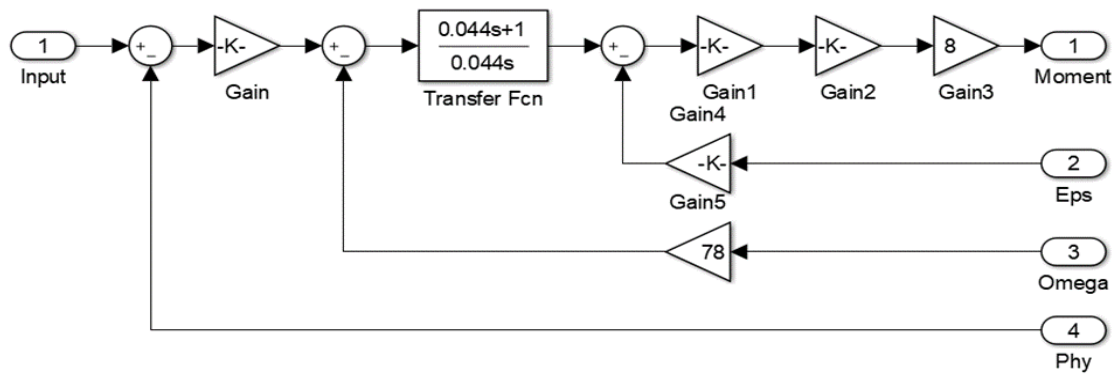 1
Input
+
−
-K-
Gain
+
−
0.044s+1
0.044s
Transfer Fcn
+
−
-K-
Gain1
-K-
Gain2
8
Gain3
1
Moment
Gain4
-K-
2
Eps
Gain5
78
3
Omega
4
Phy